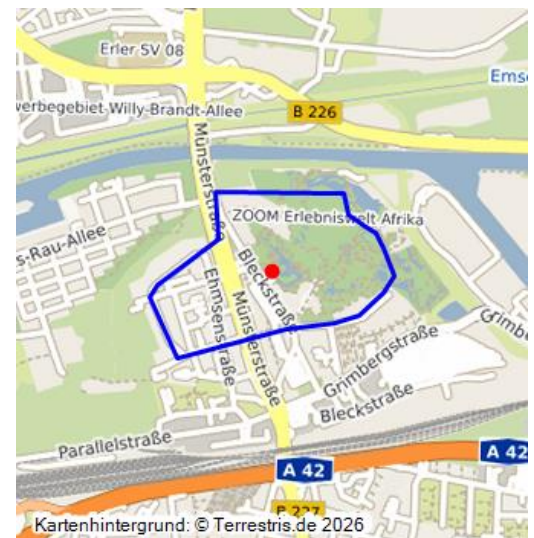 Erler SV 08
Emse
werbegebiet Willy-Brandt-Allee
B 226
Münsterstraße
ZOOM Erlebniswelt Afrika
s-Rau-Allee
Bleckstraße
Ehmsenstraße
Münsterstraße
Grimbe
Grimbergstraße
Bleckstraße
Parallelstraße
A 42
A 42
B 227
Kartenhintergrund: © Terrestris.de 2026